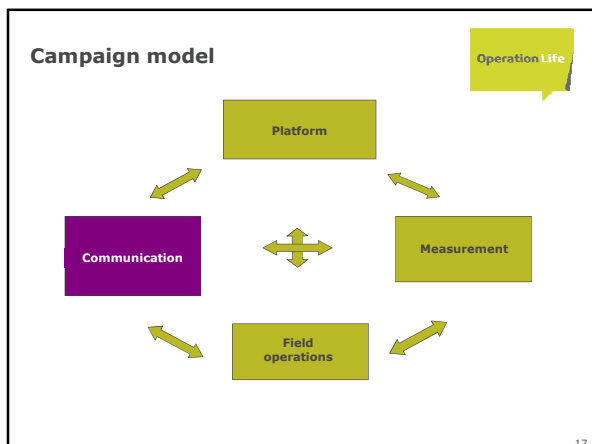 Campaign model
Operation Life
Platform
Communication
Measurement
Field
operations
17